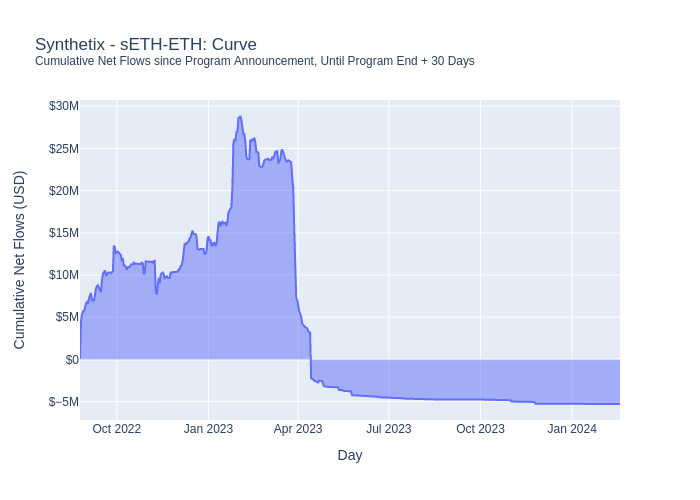 Synthetix - sETH-ETH: Curve
Cumulative Net Flows since Program Announcement, Until Program End + 30 Days
Cumulative Net Flows (USD)
$30M
$25M
$20M
$15M
$10M
$5M
$0
$−5M
Oct 2022 Jan 2023 Apr 2023 Jul 2023 Oct 2023 Jan 2024
Day